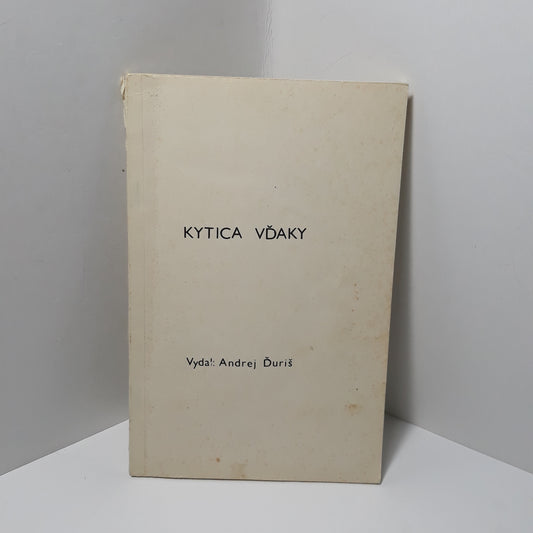 KYTICA VĎAKY
Vydal: Andrej Ďuriš